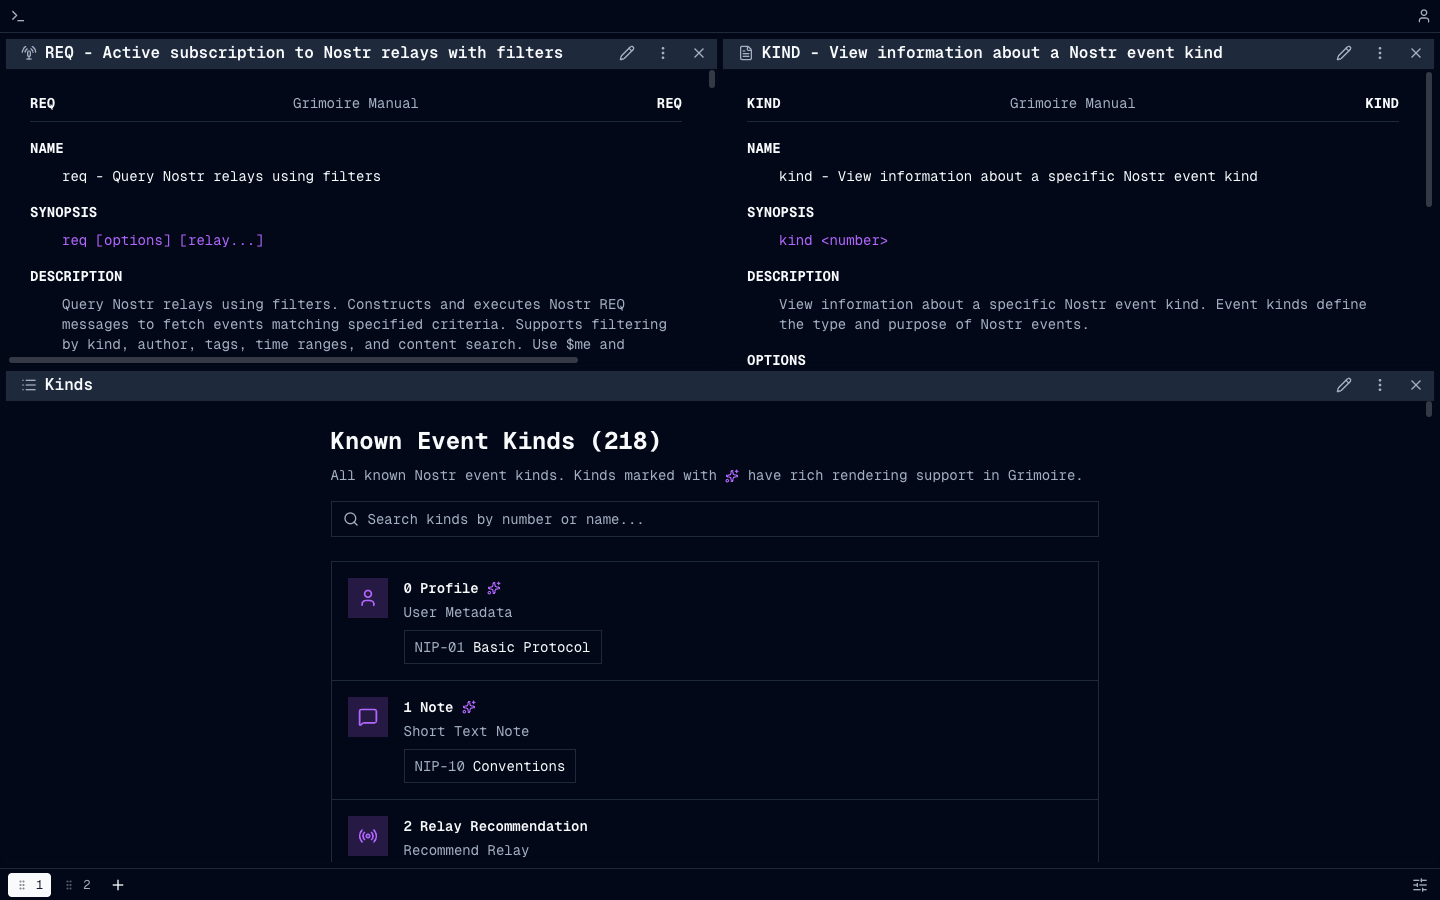 REQ - Active subscription to Nostr relays with filters
REQ Grimoire Manual REQ
NAME
req - Query Nostr relays using filters
SYNOPSIS
req [options] [relay...]
DESCRIPTION
Query Nostr relays using filters. Constructs and executes Nostr REQ
messages to fetch events matching specified criteria. Supports filtering
by kind, author, tags, time ranges, and content search. Use $me and
KIND - View information about a Nostr event kind
KIND Grimoire Manual KIND
NAME
kind - View information about a specific Nostr event kind
SYNOPSIS
kind <number>
DESCRIPTION
View information about a specific Nostr event kind. Event kinds define
the type and purpose of Nostr events.
OPTIONS
Kinds
Known Event Kinds (218)
All known Nostr event kinds. Kinds marked with have rich rendering support in Grimoire.
Search kinds by number or name...
0 Profile
User Metadata
NIP-01 Basic Protocol
1 Note
Short Text Note
NIP-10 Conventions
2 Relay Recommendation
Recommend Relay
1 2